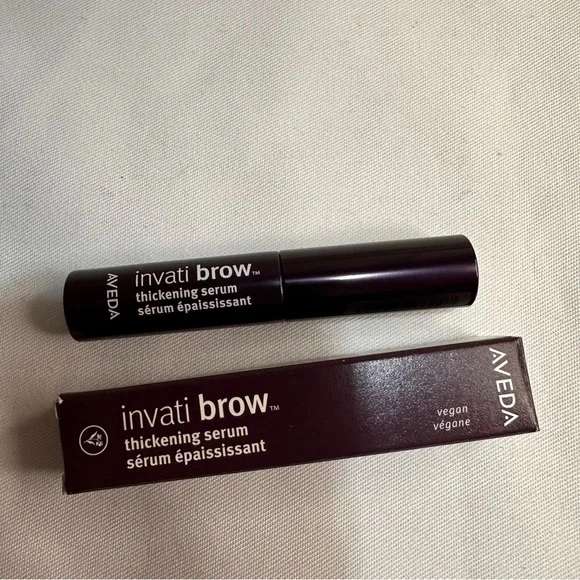 AVEDA
invati brow™
thickening serum
sérum épaississant
invati brow™
thickening serum
sérum épaississant
vegan
végane
AVEDA